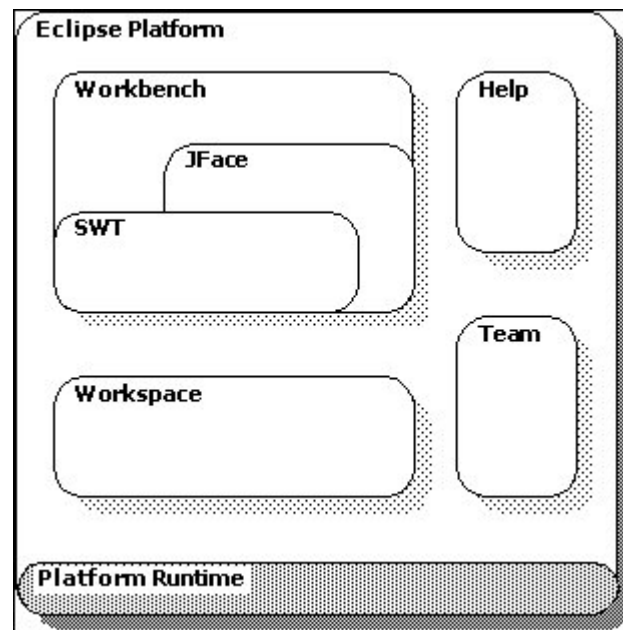 Eclipse Platform
Workbench
Help
JFace
SWT
Team
Workspace
Platform Runtime